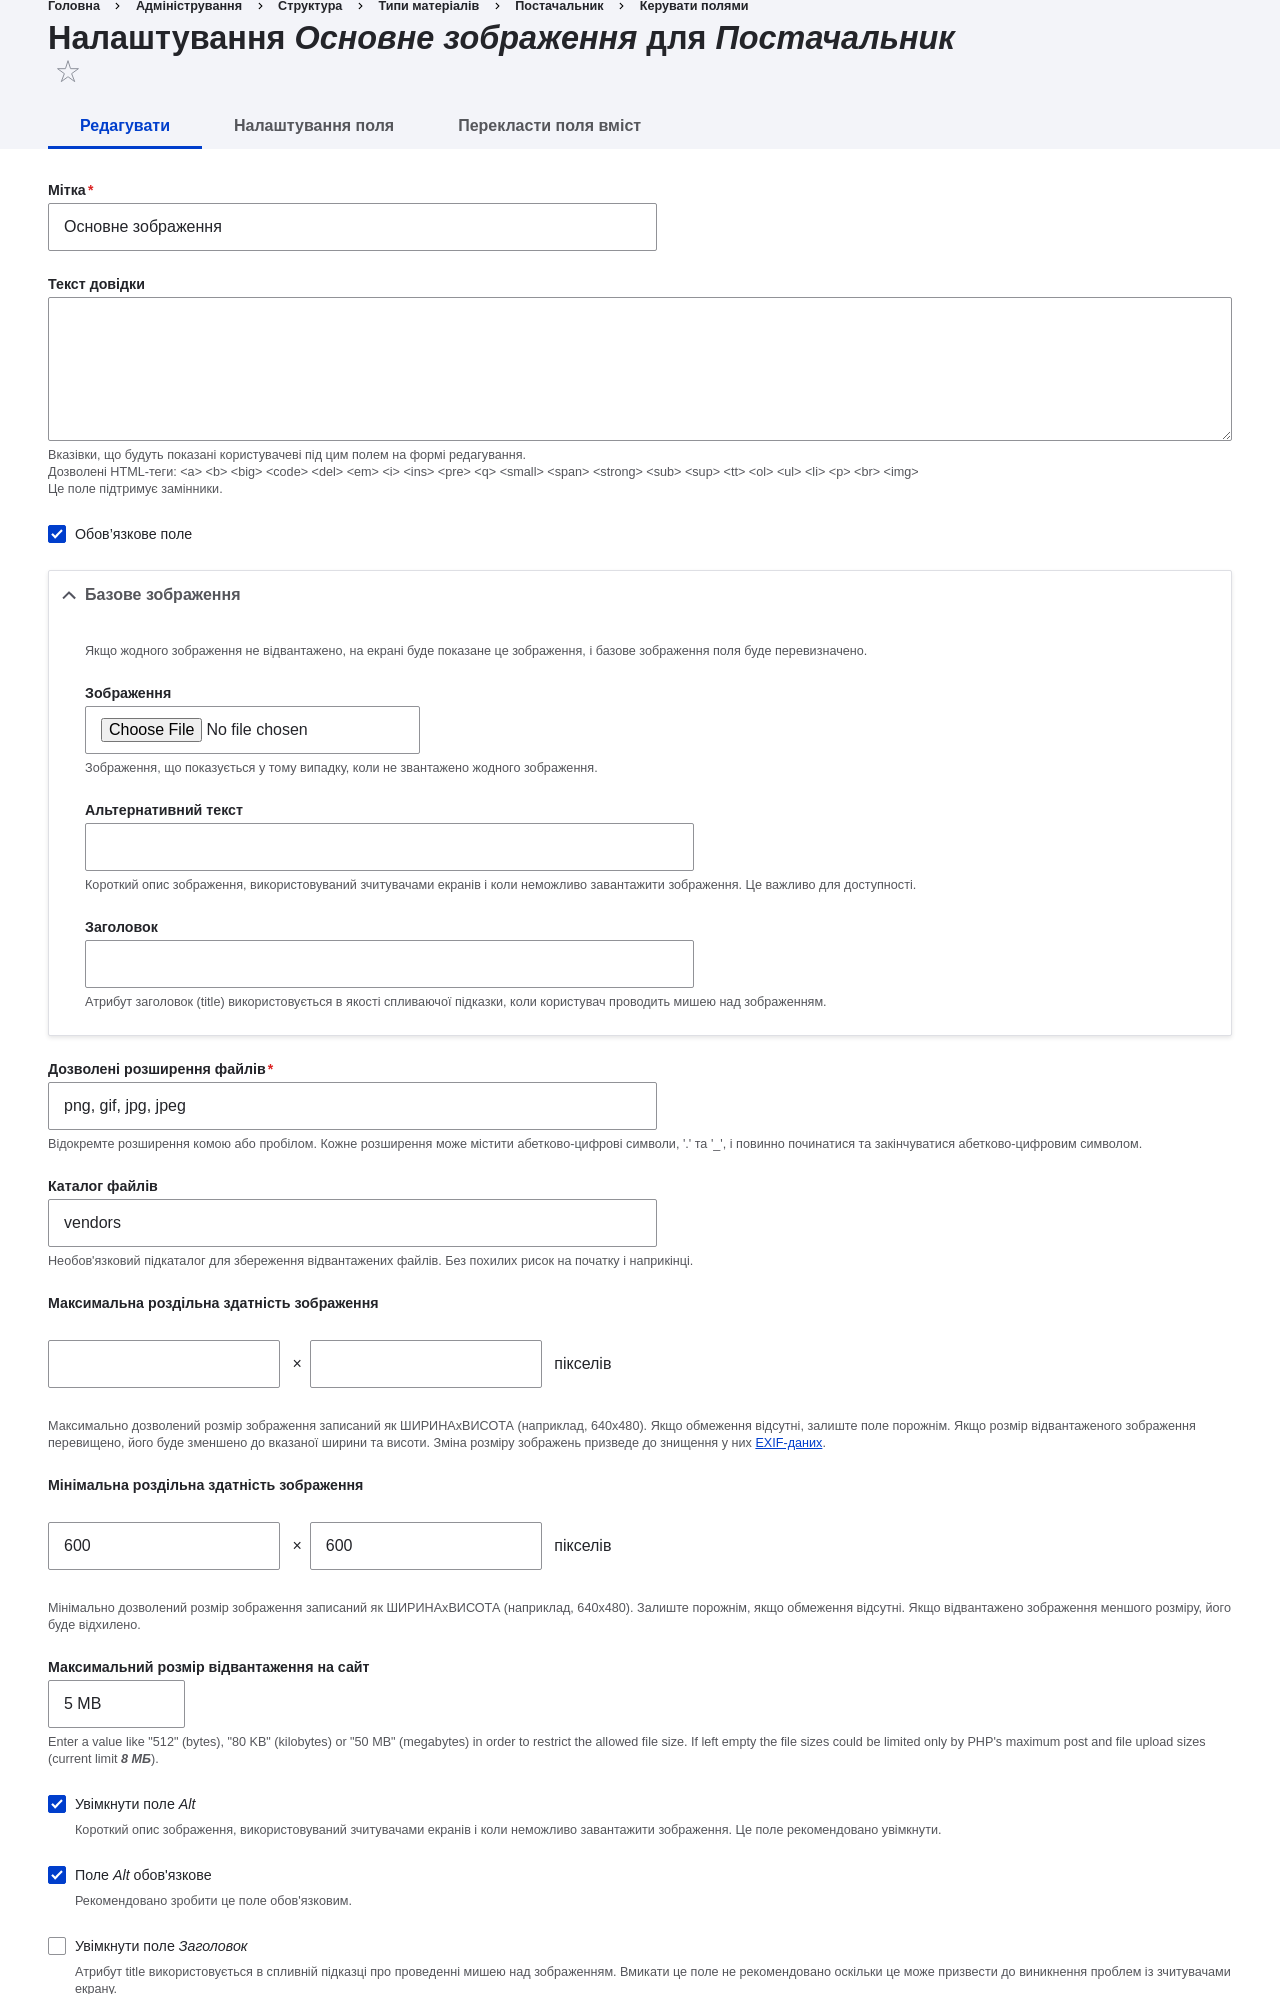 Головна › Адміністрування › Структура › Типи матеріалів › Постачальник › Керувати полями
Налаштування Основне зображення для Постачальник
Редагувати Налаштування поля Перекласти поля вміст
Мітка*
Основне зображення
Текст довідки
Вказівки, що будуть показані користувачеві під цим полем на формі редагування.
Дозволені HTML-теги: <a> <b> <big> <code> <del> <em> <i> <ins> <pre> <q> <small> <span> <strong> <sub> <sup> <tt> <ol> <ul> <li> <p> <br> <img>
Це поле підтримує замінники.
Обов’язкове поле
Базове зображення
Якщо жодного зображення не відвантажено, на екрані буде показане це зображення, і базове зображення поля буде перевизначено.
Зображення
Choose File No file chosen
Зображення, що показується у тому випадку, коли не звантажено жодного зображення.
Альтернативний текст
Короткий опис зображення, використовуваний зчитувачами екранів і коли неможливо завантажити зображення. Це важливо для доступності.
Заголовок
Атрибут заголовок (title) використовується в якості спливаючої підказки, коли користувач проводить мишею над зображенням.
Дозволені розширення файлів*
png, gif, jpg, jpeg
Відокремте розширення комою або пробілом. Кожне розширення може містити абетково-цифрові символи, '.' та '_', і повинно починатися та закінчуватися абетково-цифровим символом.
Каталог файлів
vendors
Необов'язковий підкаталог для збереження відвантажених файлів. Без похилих рисок на початку і наприкінці.
Максимальна роздільна здатність зображення
× пікселів
Максимально дозволений розмір зображення записаний як ШИРИНАxВИСОТА (наприклад, 640x480). Якщо обмеження відсутні, залиште поле порожнім. Якщо розмір відвантаженого зображення
перевищено, його буде зменшено до вказаної ширини та висоти. Зміна розміру зображень призведе до знищення у них EXIF-даних.
Мінімальна роздільна здатність зображення
600 × 600 пікселів
Мінімально дозволений розмір зображення записаний як ШИРИНАxВИСОТА (наприклад, 640x480). Залиште порожнім, якщо обмеження відсутні. Якщо відвантажено зображення меншого розміру, його
буде відхилено.
Максимальний розмір відвантаження на сайт
5 MB
Enter a value like "512" (bytes), "80 KB" (kilobytes) or "50 MB" (megabytes) in order to restrict the allowed file size. If left empty the file sizes could be limited only by PHP's maximum post and file upload sizes
(current limit 8 МБ).
Увімкнути поле Alt
Короткий опис зображення, використовуваний зчитувачами екранів і коли неможливо завантажити зображення. Це поле рекомендовано увімкнути.
Поле Alt обов'язкове
Рекомендовано зробити це поле обов'язковим.
Увімкнути поле Заголовок
Атрибут title використовується в спливній підказці про проведенні мишею над зображенням. Вмикати це поле не рекомендовано оскільки це може призвести до виникнення проблем із зчитувачами
екрану.